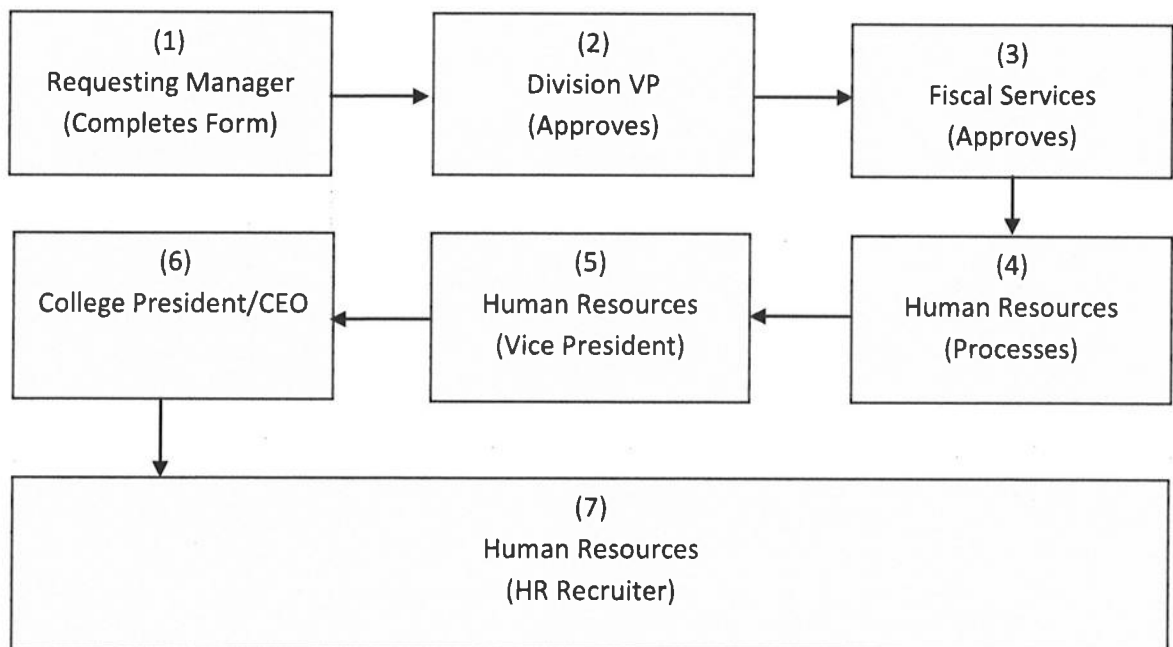 (1)
Requesting Manager
(Completes Form)
(2)
Division VP
(Approves)
(3)
Fiscal Services
(Approves)
(4)
Human Resources
(Processes)
(5)
Human Resources
(Vice President)
(6)
College President/CEO
(7)
Human Resources
(HR Recruiter)